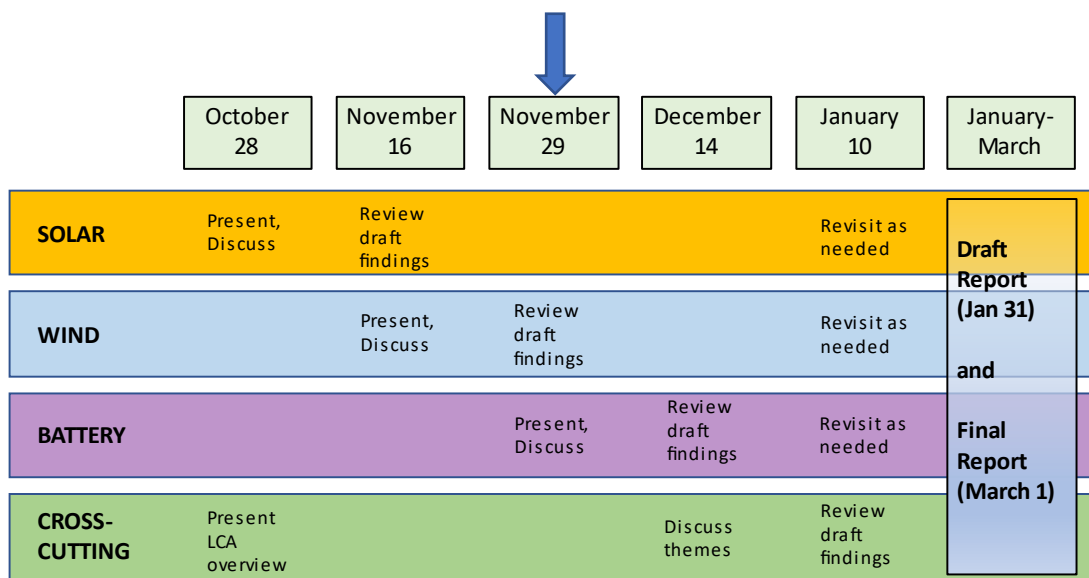 October
28
November
16
November
29
December
14
January
10
January-
March
SOLAR
Present,
Discuss
Review
draft
findings
Revisit as
needed
WIND
Present,
Discuss
Review
draft
findings
Revisit as
needed
BATTERY
Present,
Discuss
Review
draft
findings
Revisit as
needed
CROSS-
CUTTING
Present
LCA
overview
Discuss
themes
Review
draft
findings
Draft
Report
(Jan 31)
and
Final
Report
(March 1)